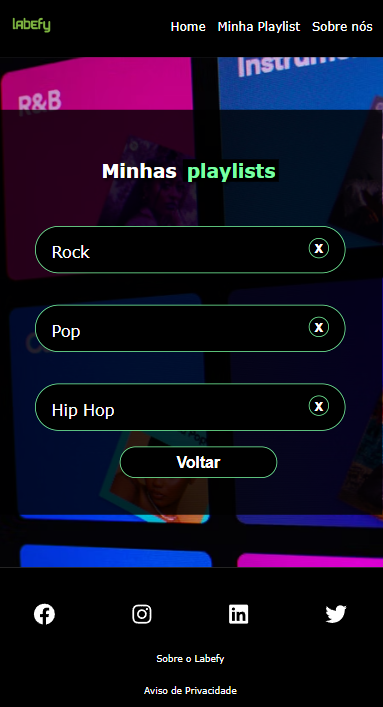 Labefy
Home Minha Playlist Sobre nós
R&B
Instrum
Minhas playlists
Rock X
Pop X
Hip Hop X
Voltar
Sobre o Labefy
Aviso de Privacidade